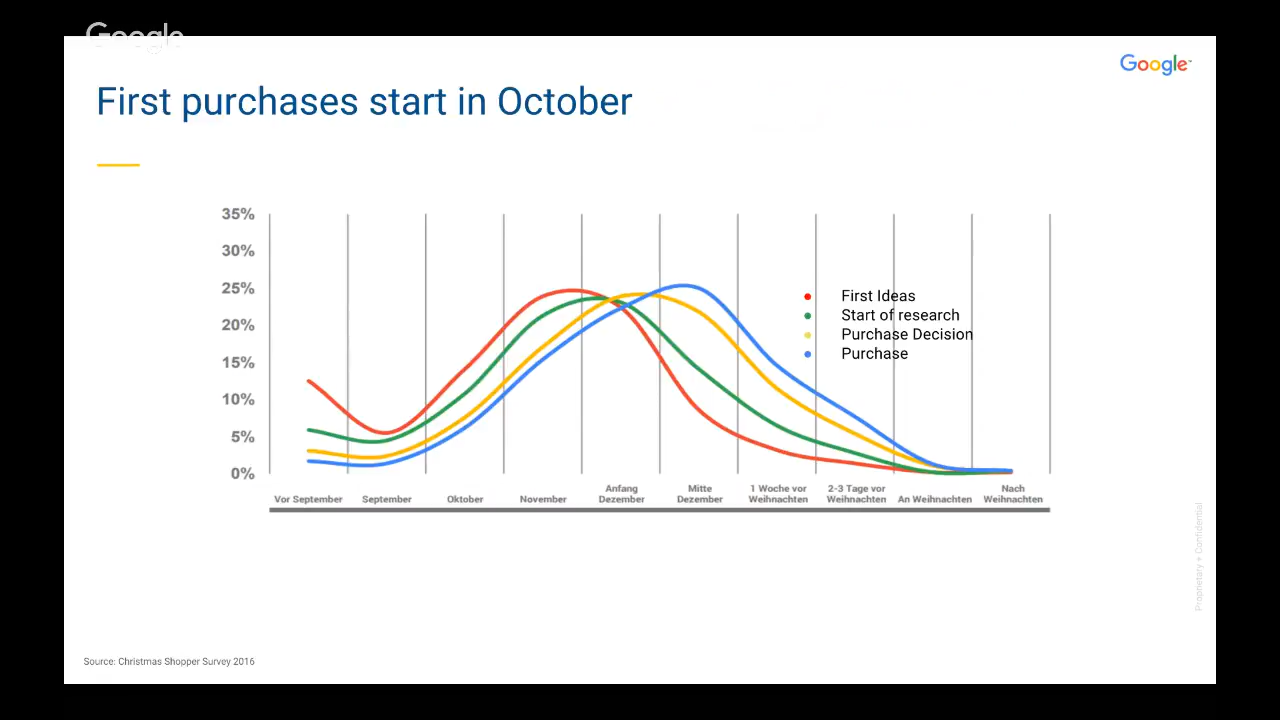 Google
Google
First purchases start in October
35%
30%
25%
20%
15%
10%
5%
0%
First Ideas
Start of research
Purchase Decision
Purchase
Vor September
September
Oktober
November
Anfang
Dezember
Mitte
Dezember
1 Woche vor
Weihnachten
2-3 Tage vor
Weihnachten
An Weihnachten
Nach
Weihnachten
Proprietary + Confidential
Source: Christmas Shopper Survey 2016